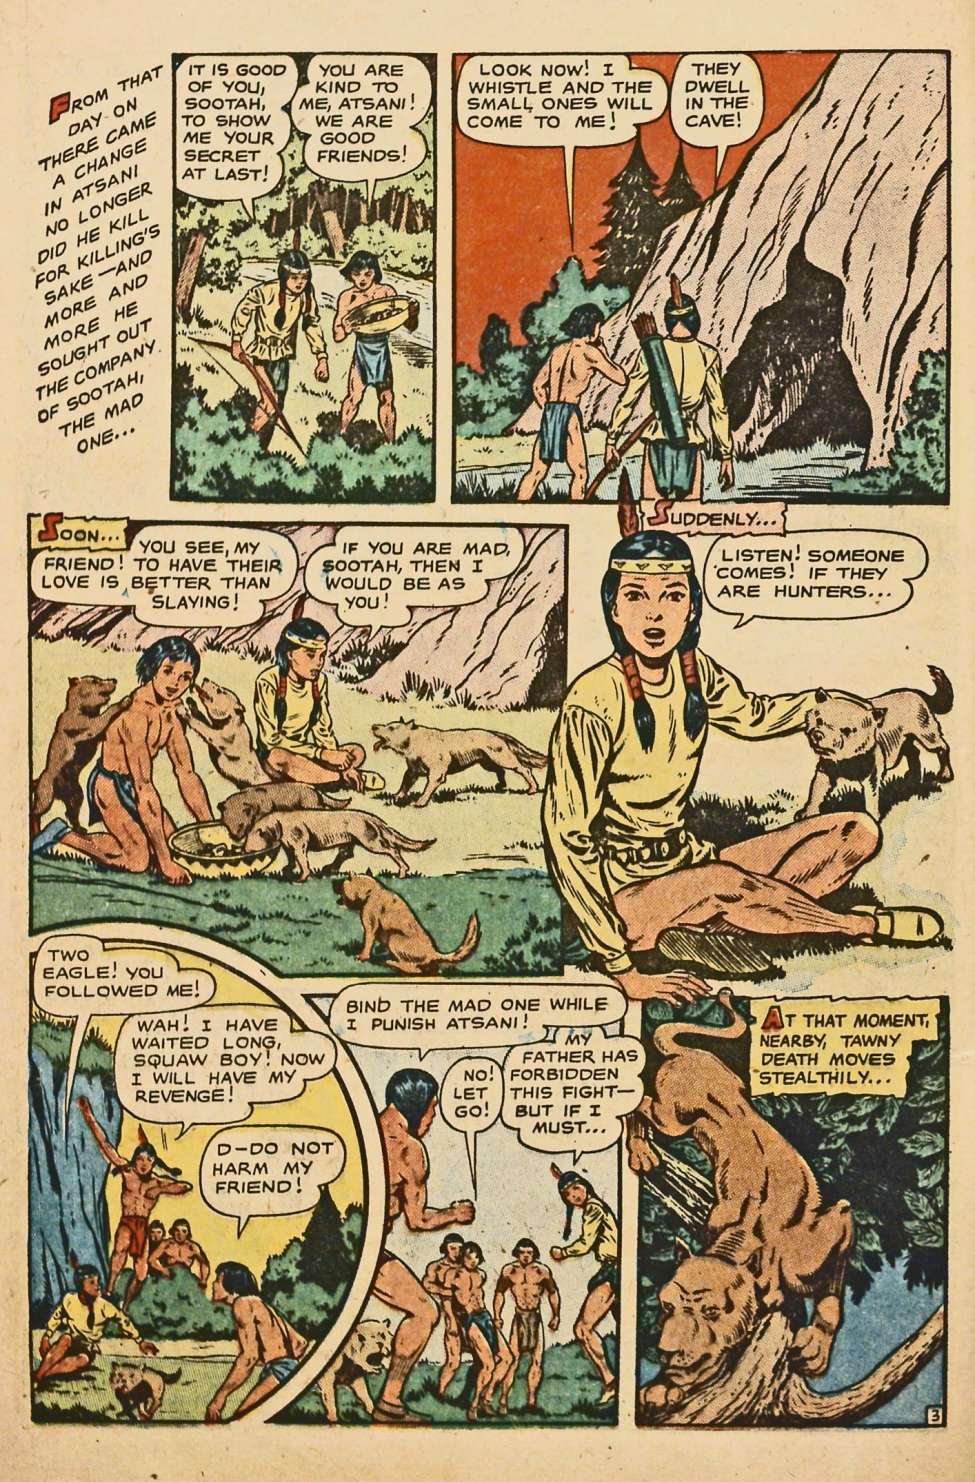 FROM THAT
DAY ON
THERE CAME
A CHANGE
IN ATSANI
NO LONGER
DID HE KILL
FOR KILLING'S
SAKE—AND
MORE AND
MORE HE
SOUGHT OUT
THE COMPANY
OF SOOTAH,
THE MAD
ONE...
IT IS GOOD
OF YOU,
SOOTAH,
TO SHOW
ME YOUR
SECRET
AT LAST!
YOU ARE
KIND TO
ME, ATSANI!
WE ARE
GOOD
FRIENDS!
LOOK NOW! I
WHISTLE AND THE
SMALL ONES WILL
COME TO ME!
THEY
DWELL
IN THE
CAVE!
SOON...
YOU SEE, MY
FRIEND! TO HAVE THEIR
LOVE IS BETTER THAN
SLAYING!
IF YOU ARE MAD,
SOOTAH, THEN I
WOULD BE AS
YOU!
SUDDENLY...
LISTEN! SOMEONE
COMES! IF THEY
ARE HUNTERS...
TWO
EAGLE! YOU
FOLLOWED ME!
WAH! I HAVE
WAITED LONG,
SQUAW BOY! NOW
I WILL HAVE MY
REVENGE!
D-DO NOT
HARM MY
FRIEND!
BIND THE MAD ONE WHILE
I PUNISH ATSANI!
NO!
LET
GO!
MY
FATHER HAS
FORBIDDEN
THIS FIGHT—
BUT IF I
MUST...
AT THAT MOMENT,
NEARBY, TAWNY
DEATH MOVES
STEALTHILY...
3